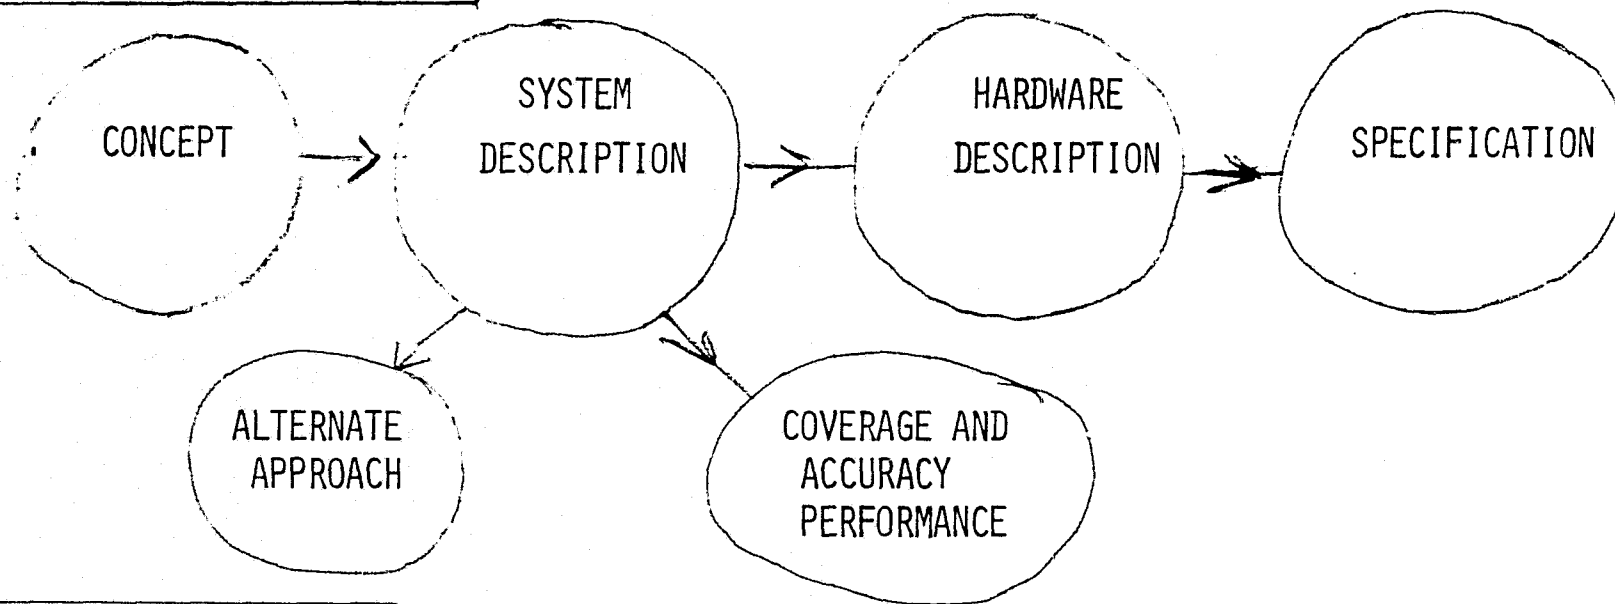 CONCEPT
SYSTEM
DESCRIPTION
HARDWARE
DESCRIPTION
SPECIFICATION
ALTERNATE
APPROACH
COVERAGE AND
ACCURACY
PERFORMANCE